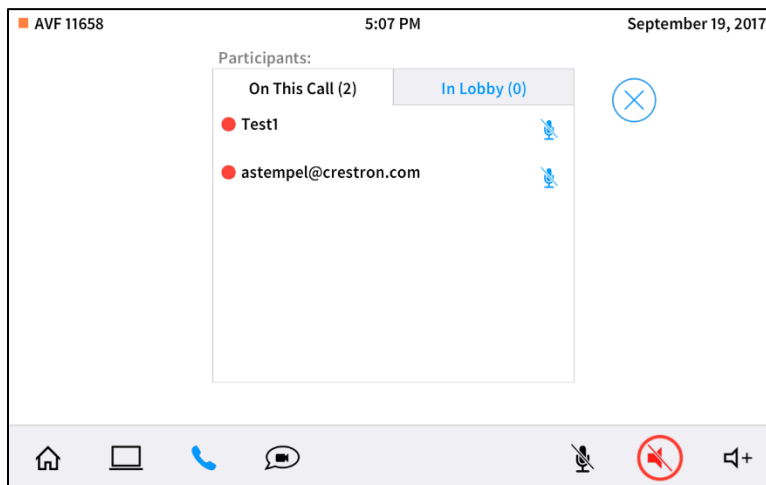 AVF 11658 5:07 PM September 19, 2017
Participants:
On This Call (2) In Lobby (0)
Test1
astempel@crestron.com